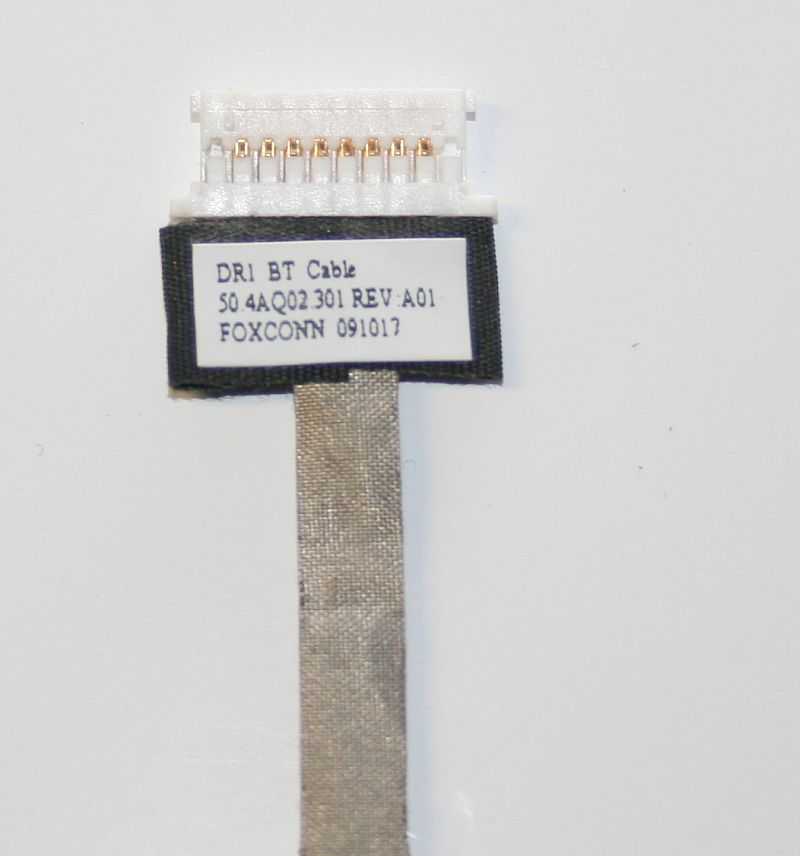 DR1 BT Cable
50.4AQ02.301 REV:A01
FOXCONN 091017